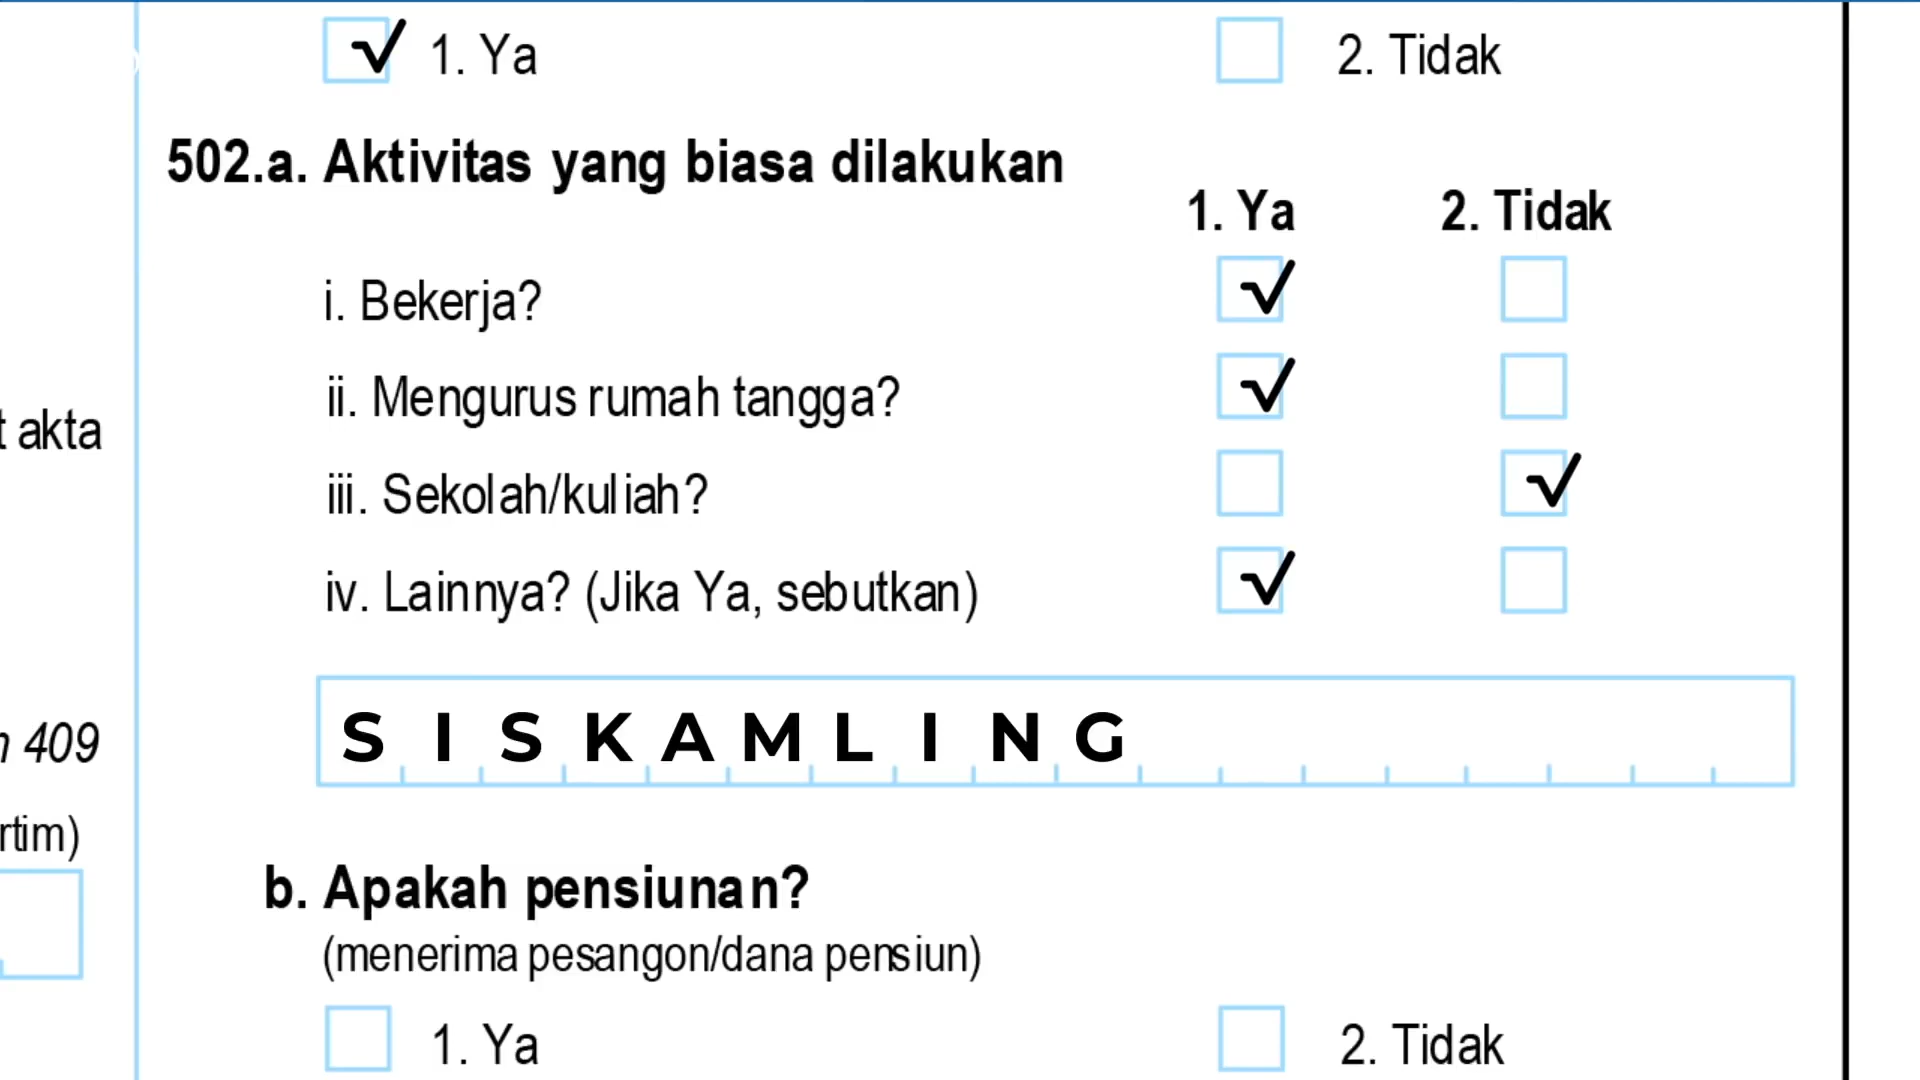 √ 1. Ya 2. Tidak
502.a. Aktivitas yang biasa dilakukan
1. Ya 2. Tidak
i. Bekerja? √
ii. Mengurus rumah tangga? √
t akta
iii. Sekolah/kuliah? √
iv. Lainnya? (Jika Ya, sebutkan) √
409
SISKAMLING
rtim)
b. Apakah pensiunan?
(menerima pesangon/dana pensiun)
1. Ya 2. Tidak